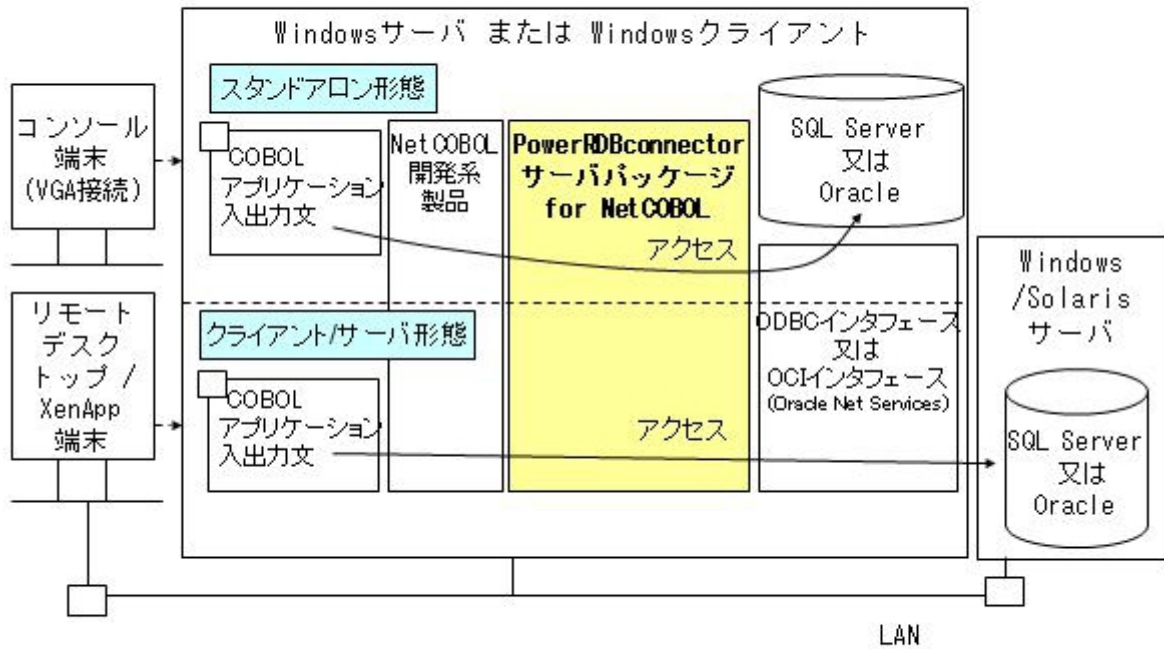 Windowsサーバ または Windowsクライアント
スタンドアロン形態
コンソール
端末
(VGA接続)
COBOL
アプリケーション
入出力文
NetCOBOL
開発系
製品
PowerRDBconnector
サーバパッケージ
for NetCOBOL
アクセス
SQL Server
又は
Oracle
リモート
デスク
トップ /
XenApp
端末
クライアント/サーバ形態
COBOL
アプリケーション
入出力文
アクセス
ODBCインタフェース
又は
OCIインタフェース
(Oracle Net Services)
Windows
/Solaris
サーバ
SQL Server
又は
Oracle
LAN